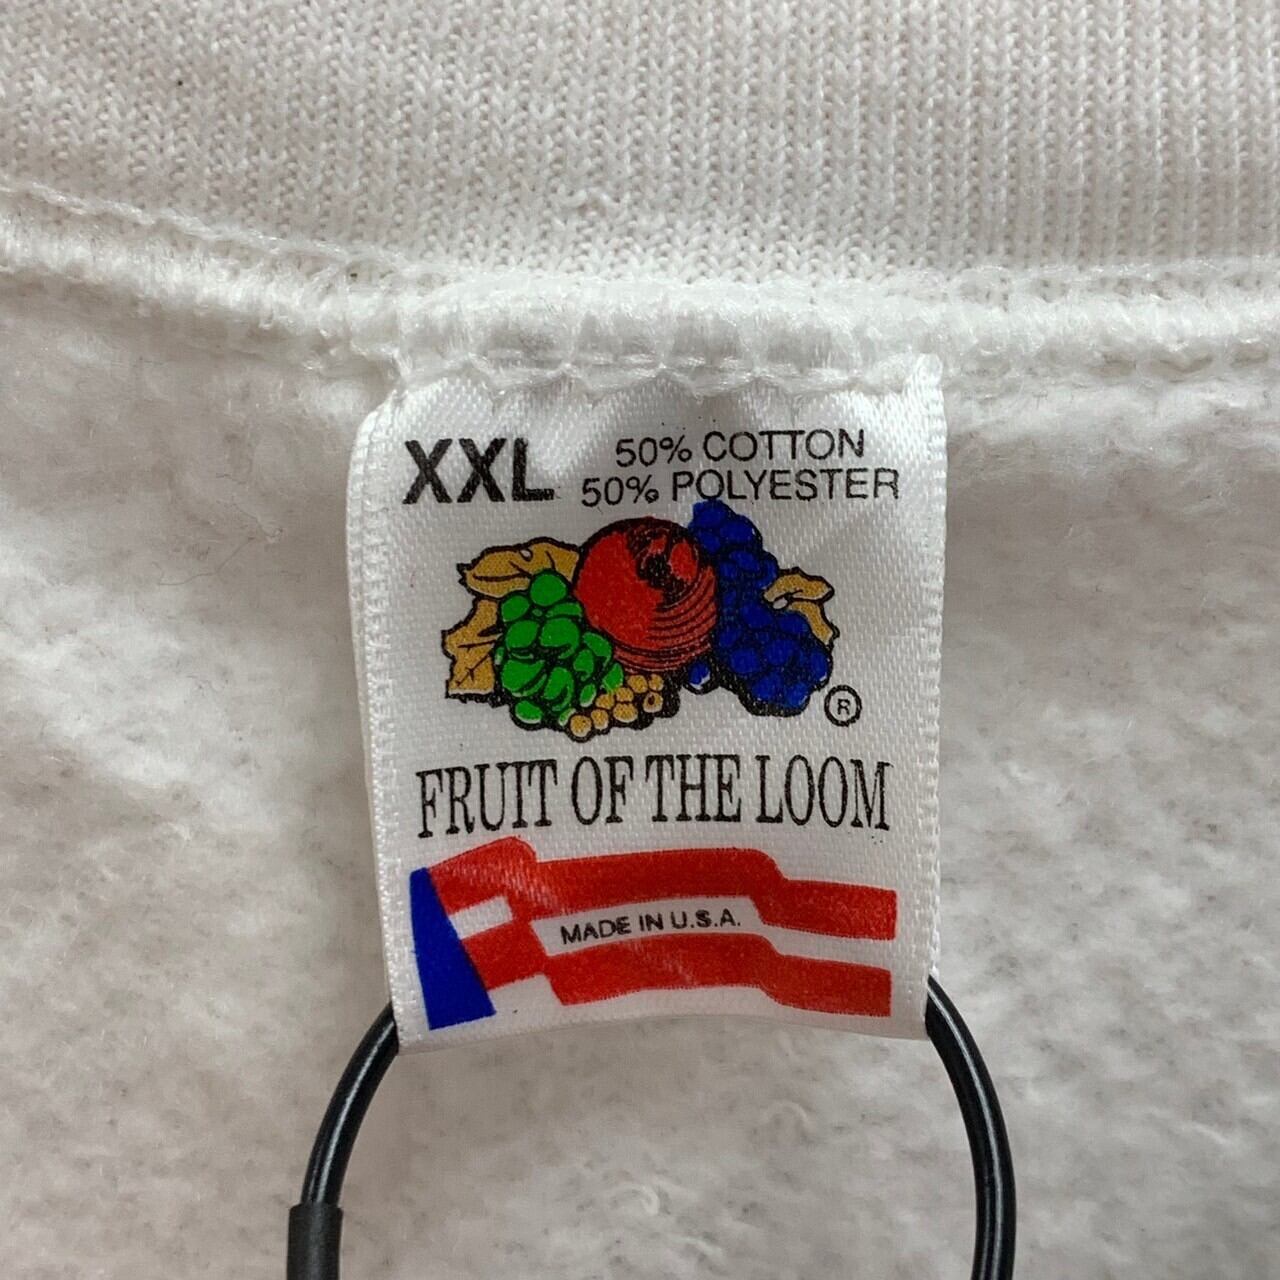 XXL
50% COTTON
50% POLYESTER
®
FRUIT OF THE LOOM
MADE IN U.S.A.